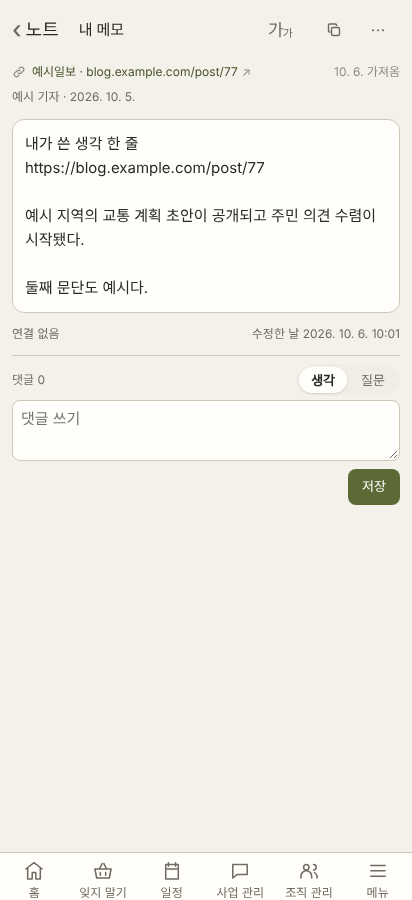 노트 내 메모 가가
예시일보 · blog.example.com/post/77 ↗ 10. 6. 가져옴
예시 기자 · 2026. 10. 5.
내가 쓴 생각 한 줄
https://blog.example.com/post/77
예시 지역의 교통 계획 초안이 공개되고 주민 의견 수렴이
시작됐다.
둘째 문단도 예시다.
연결 없음 수정한 날 2026. 10. 6. 10:01
댓글 0 생각 질문
댓글 쓰기
저장
홈 잊지 말기 일정 사업 관리 조직 관리 메뉴